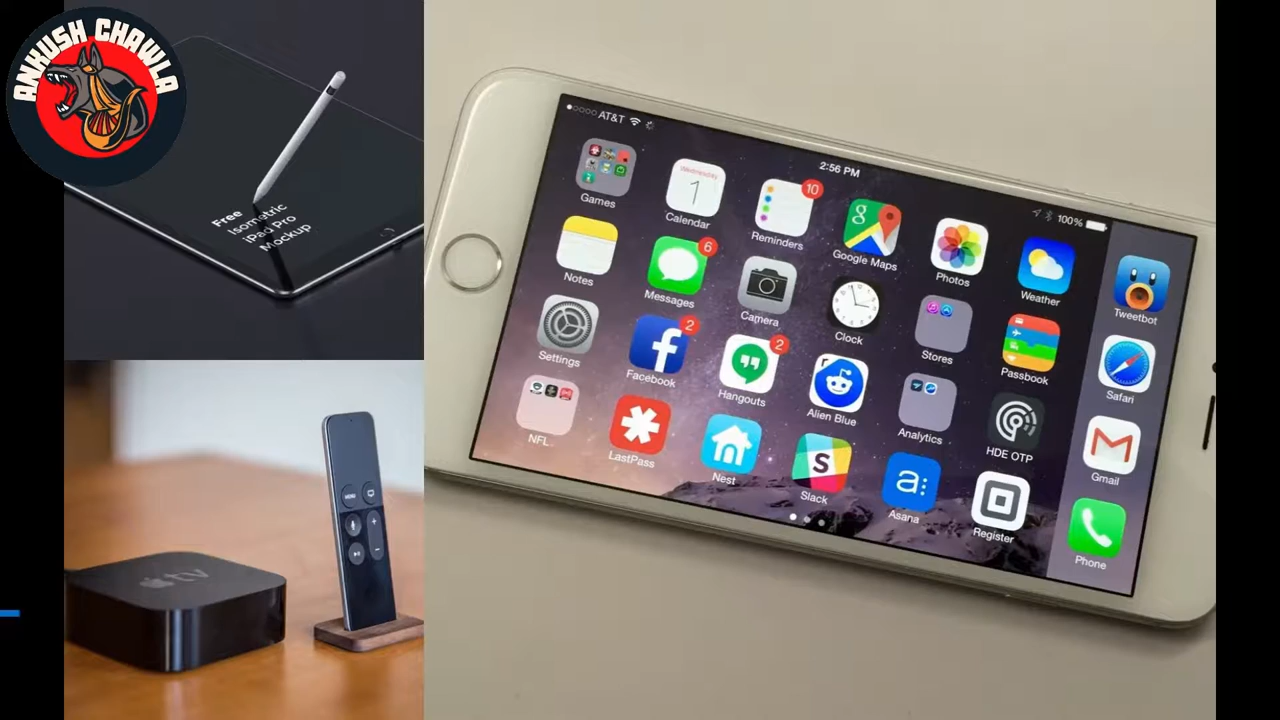 ANKUSH CHAWLA
Free
Isometric
iPad Pro
Mockup
MENU
tv
AT&T
2:56 PM
100%
Games
Wednesday
1
Calendar
10
Reminders
Google Maps
g
Photos
Weather
Tweetbot
Notes
6
Messages
Camera
Clock
Stores
Passbook
Safari
Settings
2
Facebook
f
2
Hangouts
Alien Blue
Analytics
HDE OTP
Gmail
M
NFL
LastPass
Nest
S
Slack
a:
Asana
Register
Phone